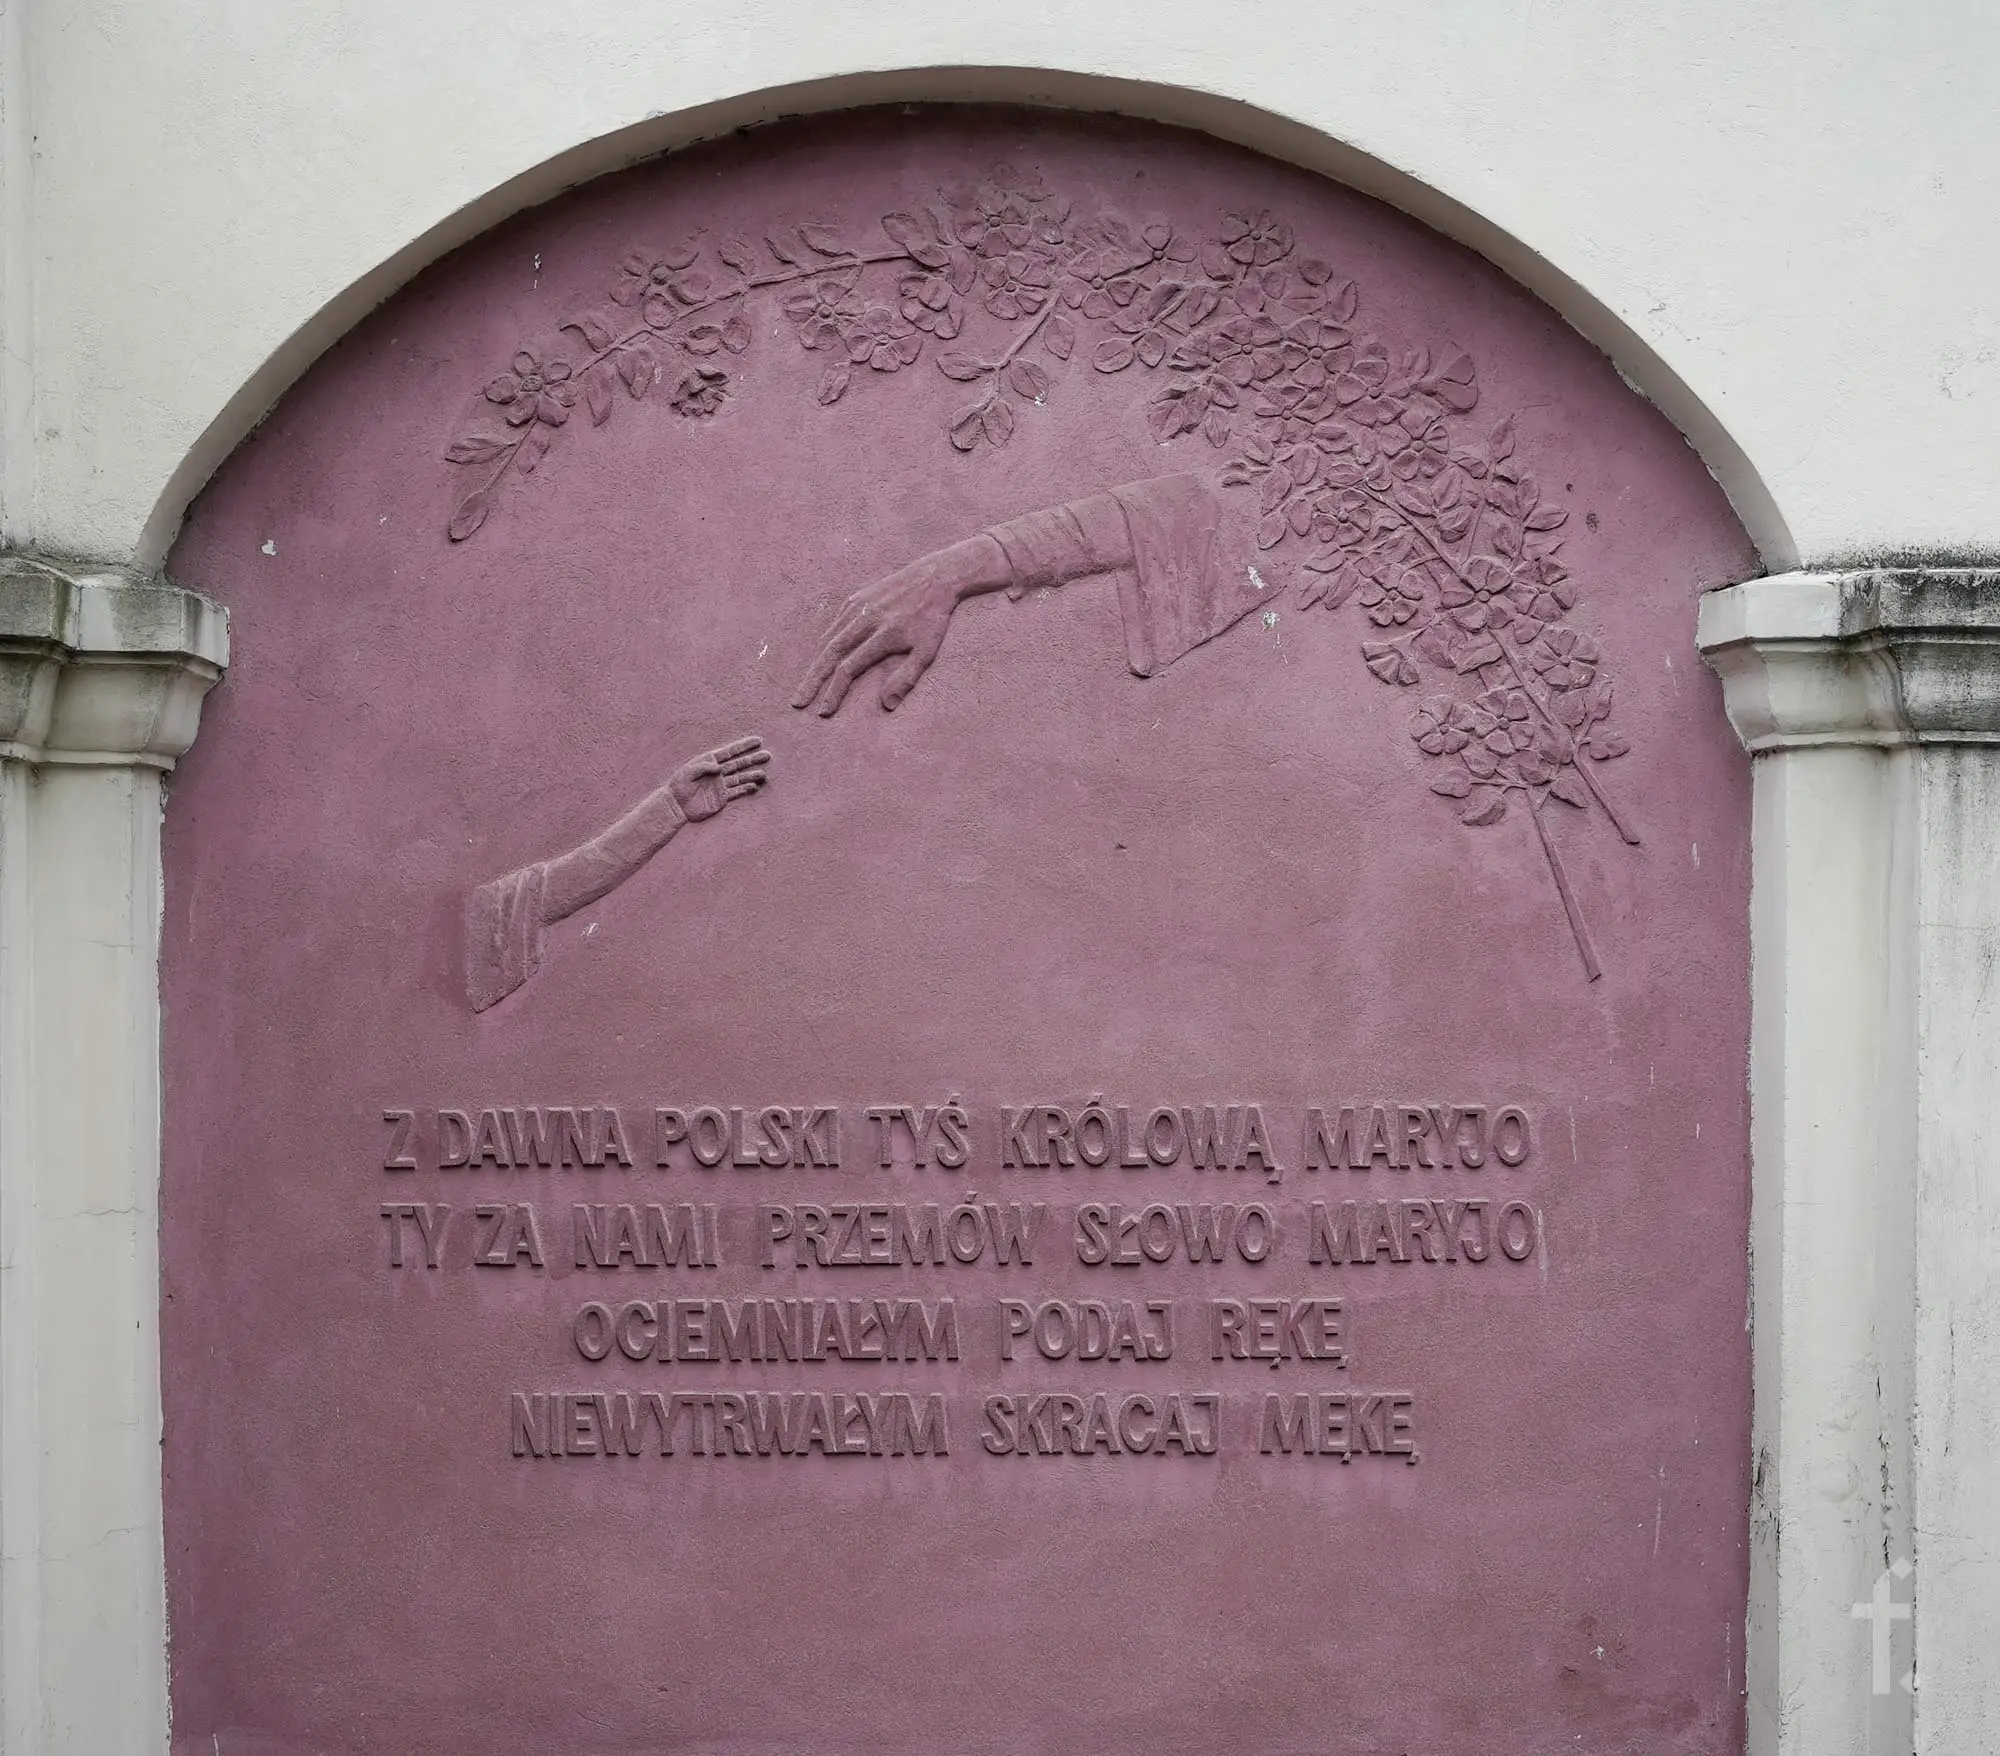 Z DAWNA POLSKI TYŚ KRÓLOWĄ MARYJO
TY ZA NAMI PRZEMÓW SŁOWO MARYJO
OCIEMNIAŁYM PODAJ RĘKĘ
NIEWYTRWAŁYM SKRACAJ MĘKĘ